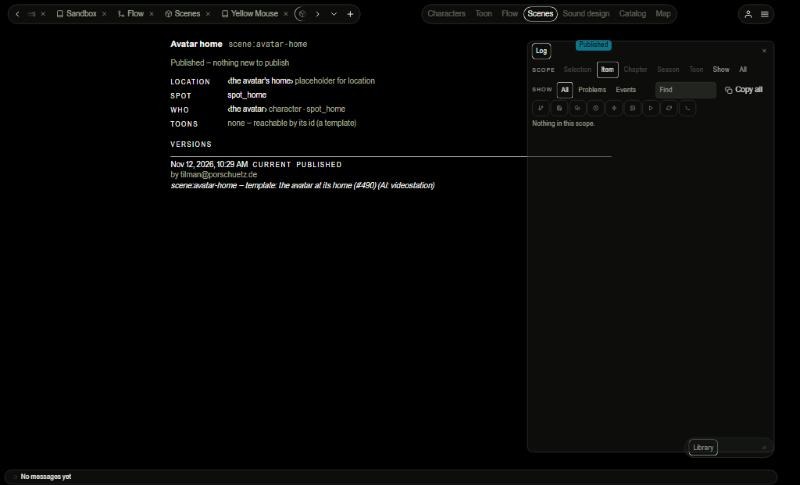 Sandbox × Flow × Scenes × Yellow Mouse ×
Characters Toon Flow Scenes Sound design Catalog Map
Avatar home scene:avatar-home
Published – nothing new to publish
LOCATION ‹the avatar's home› placeholder for location
SPOT spot_home
WHO ‹the avatar› character · spot_home
TOONS none – reachable by its id (a template)
VERSIONS
Nov 12, 2026, 10:29 AM CURRENT PUBLISHED
by tilman@porschuetz.de
scene:avatar-home – template: the avatar at its home (#490) (AI: videostation)
Log Published ×
SCOPE Selection Item Chapter Season Toon Show All
SHOW All Problems Events Find Copy all
Nothing in this scope.
Library
No messages yet